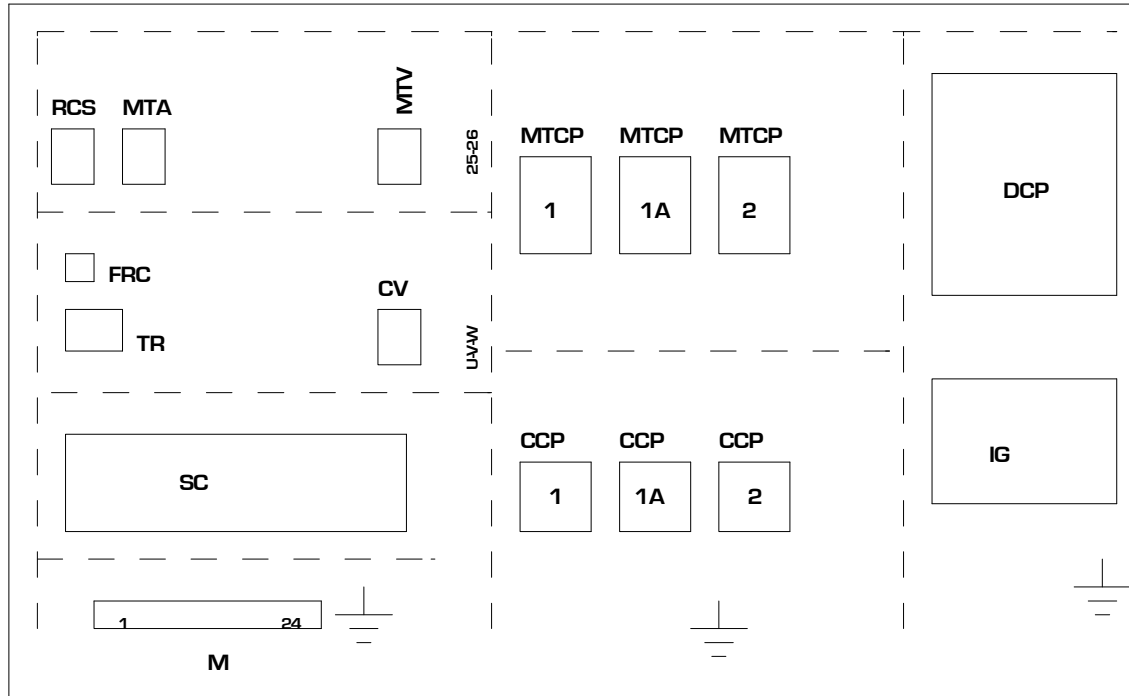 RCS MTA MTV
25-26
MTCP MTCP MTCP
1 1A 2
DCP
FRC
TR
CV
U-V-W
SC
CCP CCP CCP
1 1A 2
IG
1 24
M